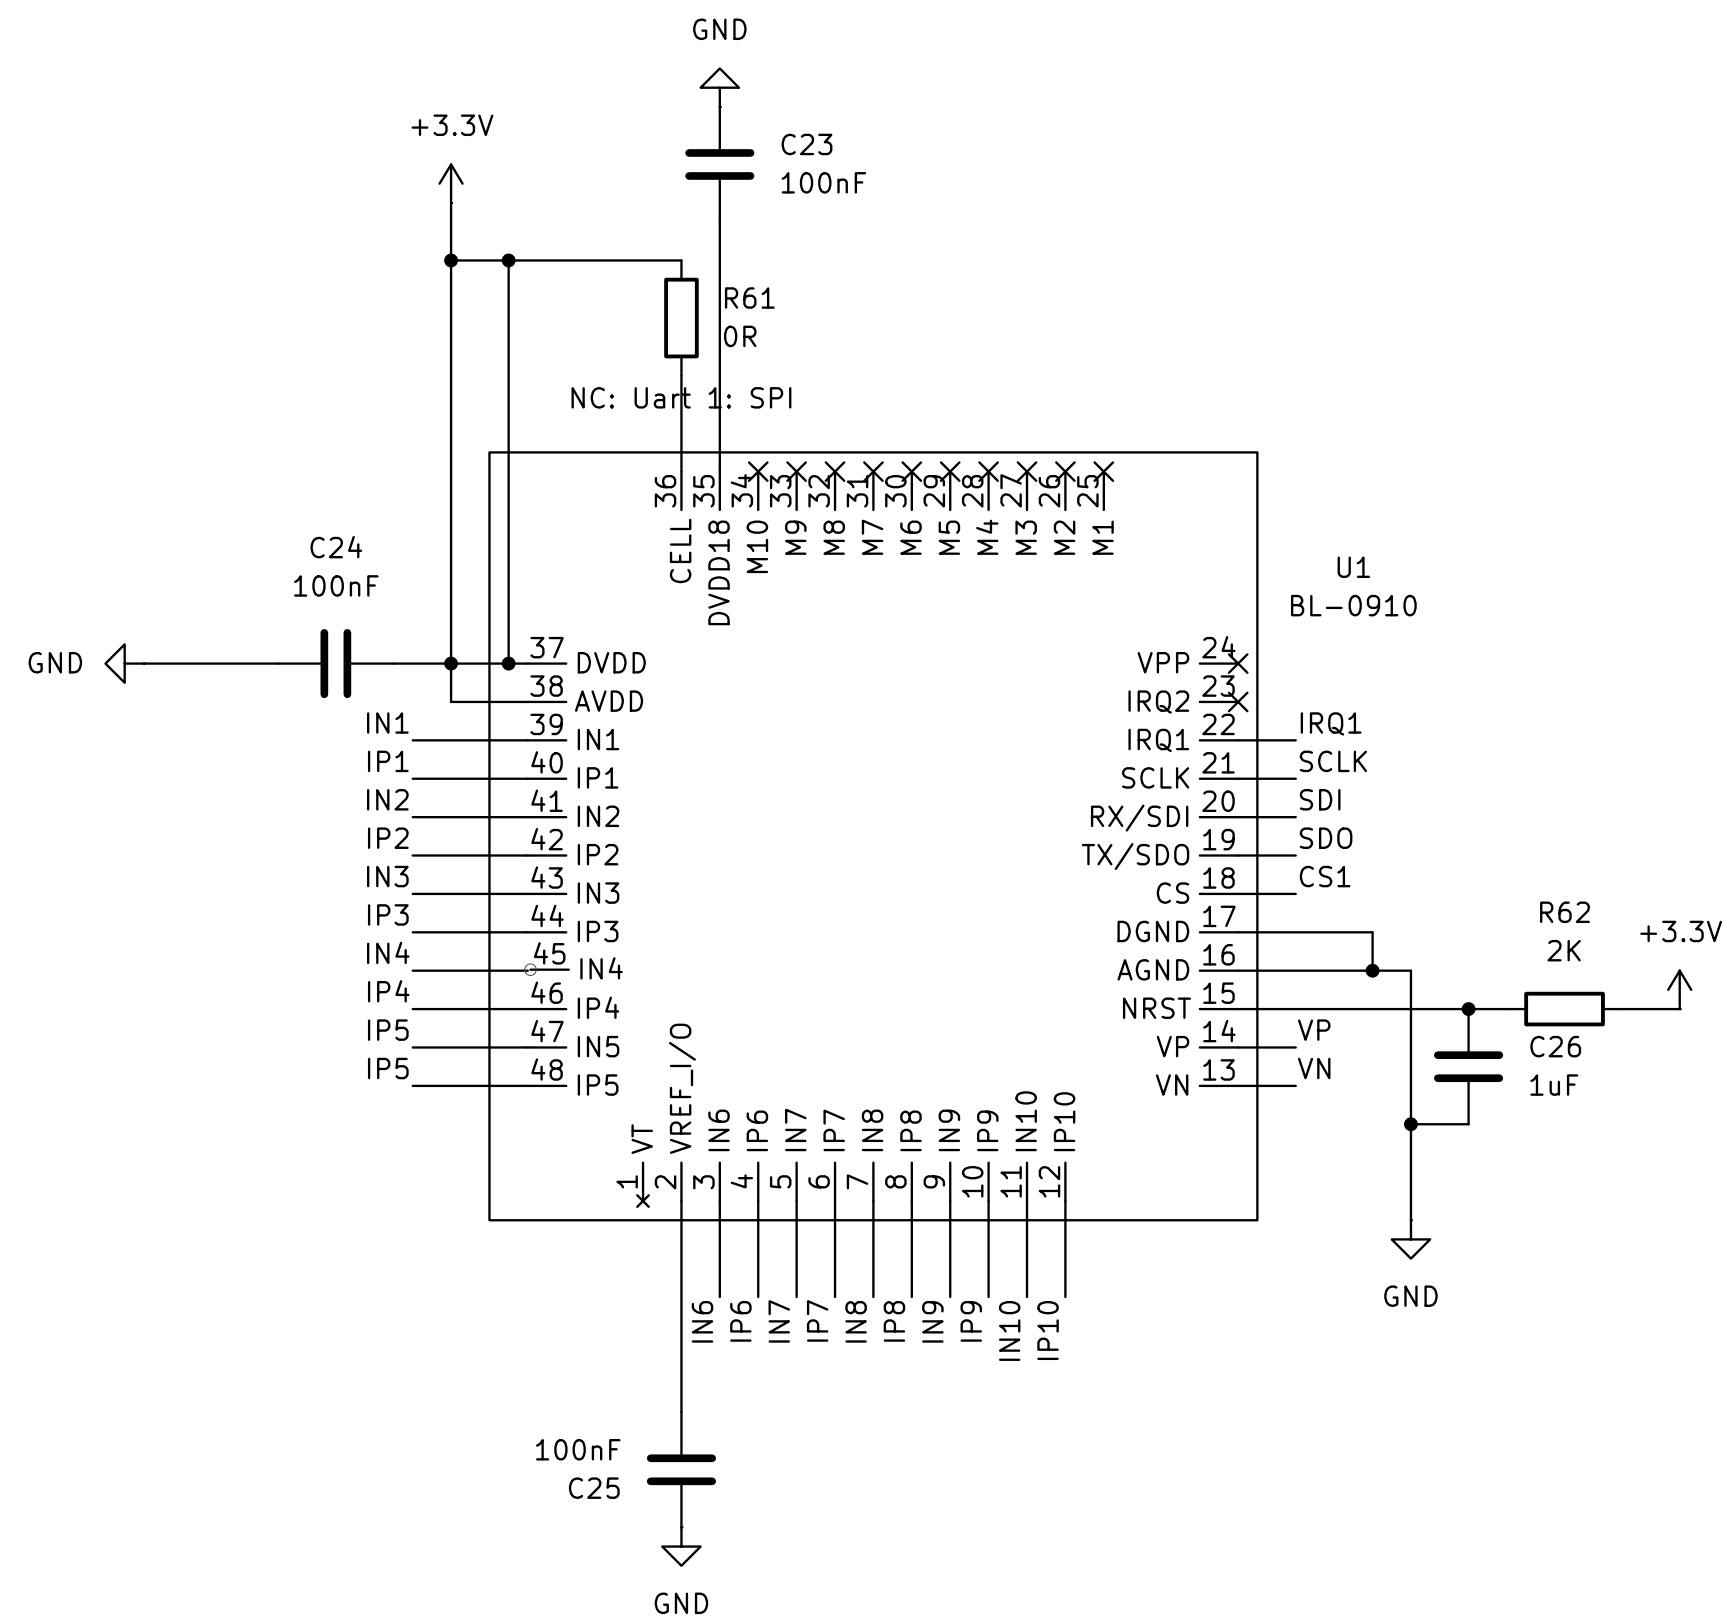 GND
+3.3V
C23
100nF
R61
0R
NC: Uart 1: SPI
36
35
34
33
32
31
30
29
28
27
26
25
CELL
DVDD18
M10
M9
M8
M7
M6
M5
M4
M3
M2
M1
C24
100nF
U1
BL-0910
GND
37
DVDD
38
AVDD
IN1
39
IN1
IP1
40
IP1
IN2
41
IN2
IP2
42
IP2
IN3
43
IN3
IP3
44
IP3
IN4
45
IN4
IP4
46
IP4
IP5
47
IN5
IP5
48
IP5
VPP
24
IRQ2
23
IRQ1
22
IRQ1
SCLK
21
SCLK
RX/SDI
20
SDI
TX/SDO
19
SDO
CS
18
CS1
DGND
17
AGND
16
NRST
15
VP
14
VP
VN
13
VN
R62
2K
+3.3V
C26
1uF
GND
VT
VREF_I/O
IN6
IP6
IN7
IP7
IN8
IP8
IN9
IP9
IN10
IP10
1
2
3
4
5
6
7
8
9
10
11
12
IN6
IP6
IN7
IP7
IN8
IP8
IN9
IP9
IN10
IP10
100nF
C25
GND